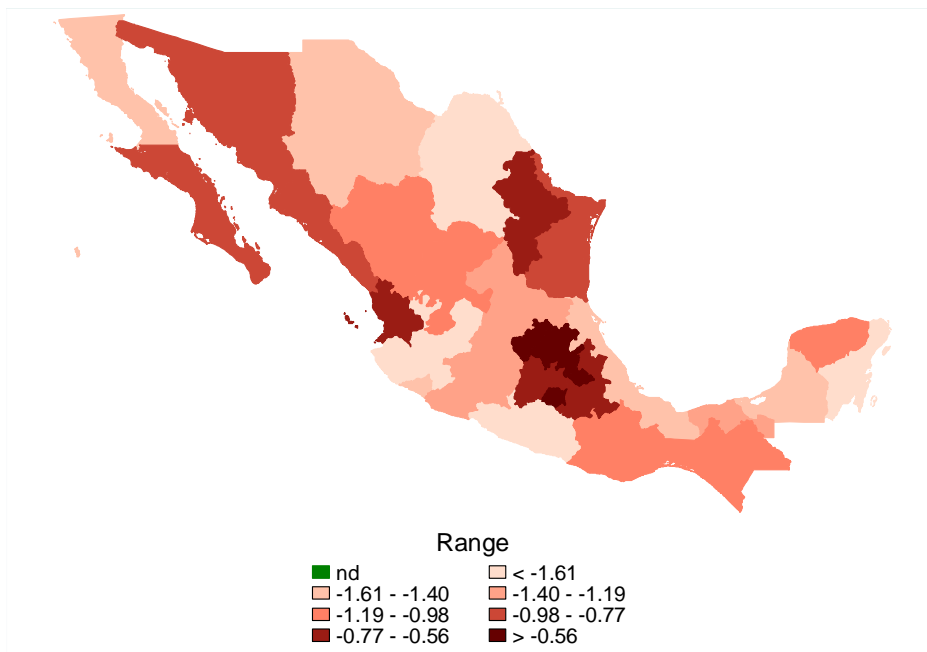 Range
nd < -1.61
-1.61 - -1.40 -1.40 - -1.19
-1.19 - -0.98 -0.98 - -0.77
-0.77 - -0.56 > -0.56